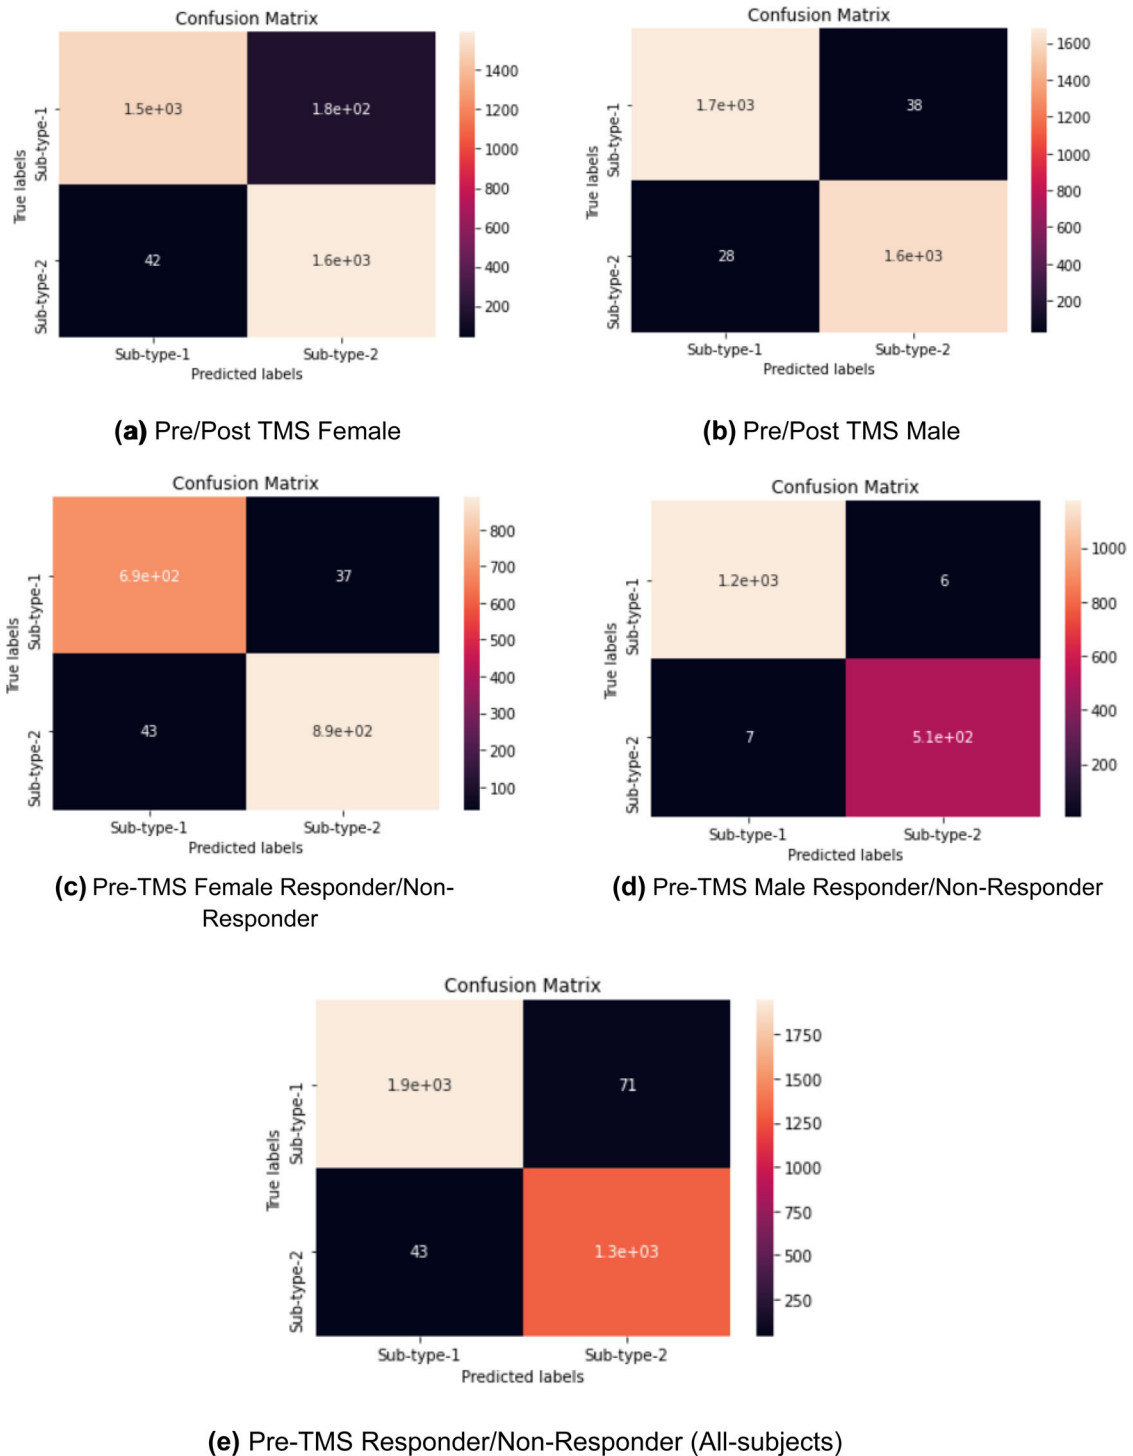 Confusion Matrix
Sub-type-1
Sub-type-2
True labels
1.5e+03
1.8e+02
42
1.6e+03
1400
1200
1000
800
600
400
200
Sub-type-1
Sub-type-2
Predicted labels
(a) Pre/Post TMS Female
Confusion Matrix
Sub-type-1
Sub-type-2
True labels
1.7e+03
38
28
1.6e+03
1600
1400
1200
1000
800
600
400
200
Sub-type-1
Sub-type-2
Predicted labels
(b) Pre/Post TMS Male
Confusion Matrix
Sub-type-1
Sub-type-2
True labels
6.9e+02
37
43
8.9e+02
800
700
600
500
400
300
200
100
Sub-type-1
Sub-type-2
Predicted labels
(c) Pre-TMS Female Responder/Non-
Responder
Confusion Matrix
Sub-type-1
Sub-type-2
True labels
1.2e+03
6
7
5.1e+02
1000
800
600
400
200
Sub-type-1
Sub-type-2
Predicted labels
(d) Pre-TMS Male Responder/Non-Responder
Confusion Matrix
Sub-type-1
Sub-type-2
True labels
1.9e+03
71
43
1.3e+03
1750
1500
1250
1000
750
500
250
Sub-type-1
Sub-type-2
Predicted labels
(e) Pre-TMS Responder/Non-Responder (All-subjects)